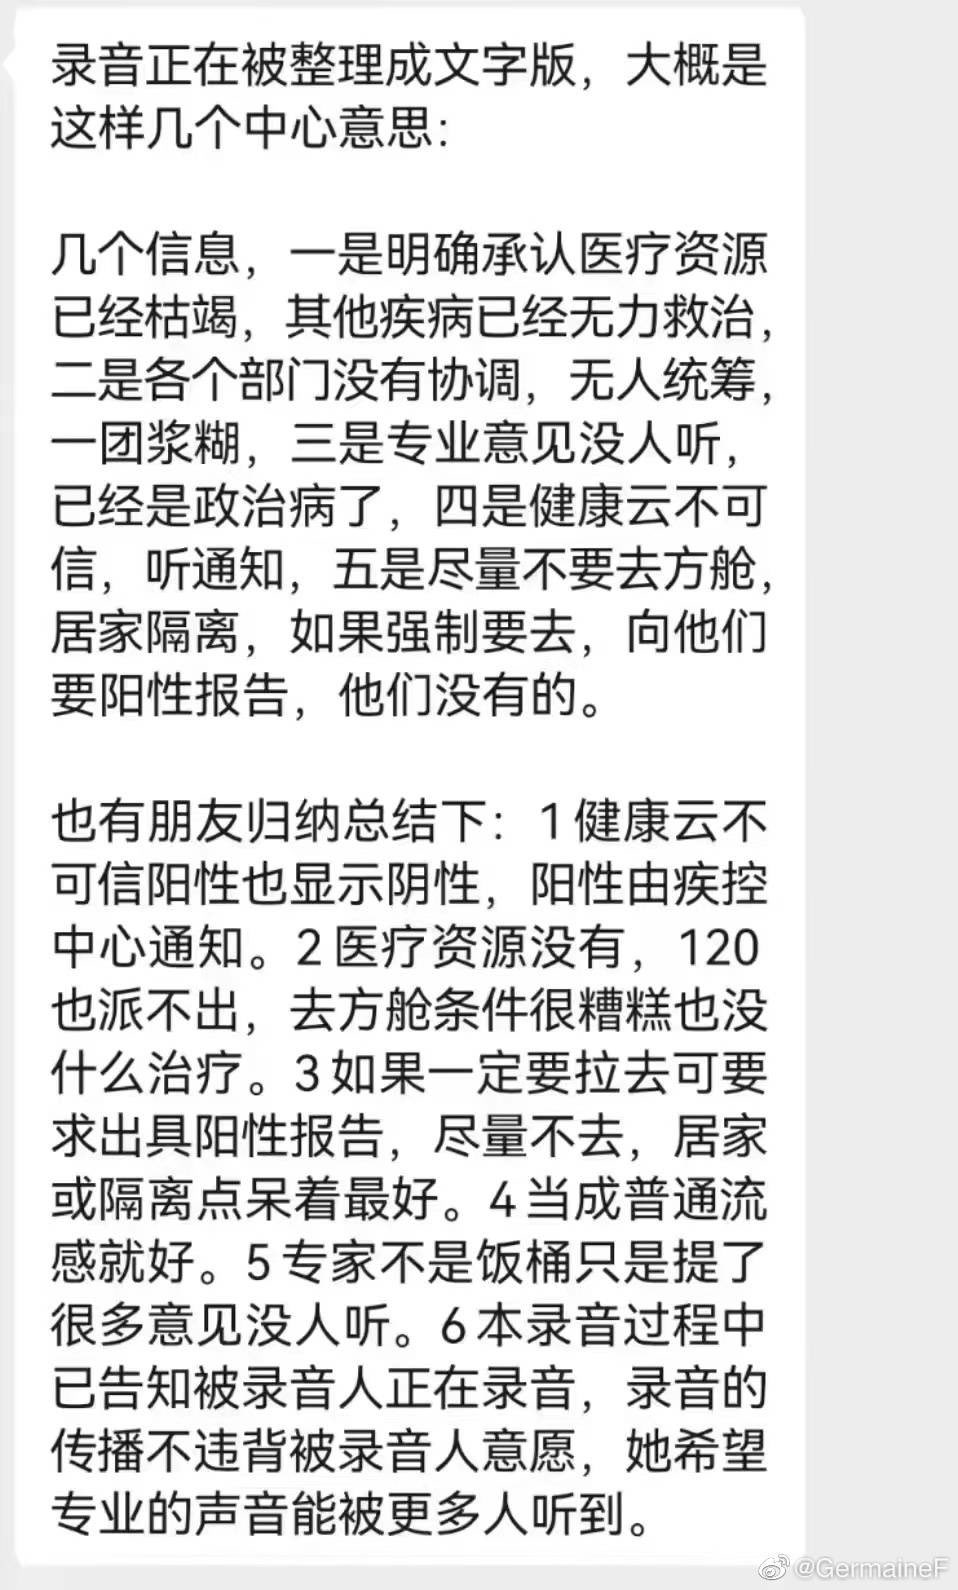 录音正在被整理成文字版，大概是
这样几个中心意思：
几个信息，一是明确承认医疗资源
已经枯竭，其他疾病已经无力救治，
二是各个部门没有协调，无人统筹，
一团浆糊，三是专业意见没人听，
已经是政治病了，四是健康云不可
信，听通知，五是尽量不要去方舱，
居家隔离，如果强制要去，向他们
要阳性报告，他们没有的。
也有朋友归纳总结下：1健康云不
可信阳性也显示阴性，阳性由疾控
中心通知。2医疗资源没有，120
也派不出，去方舱条件很糟糕也没
什么治疗。3如果一定要拉去可要
求出具阳性报告，尽量不去，居家
或隔离点呆着最好。4当成普通流
感就好。5专家不是饭桶只是提了
很多意见没人听。6本录音过程中
已告知被录音人正在录音，录音的
传播不违背被录音人意愿，她希望
专业的声音能被更多人听到。
@GermaineF